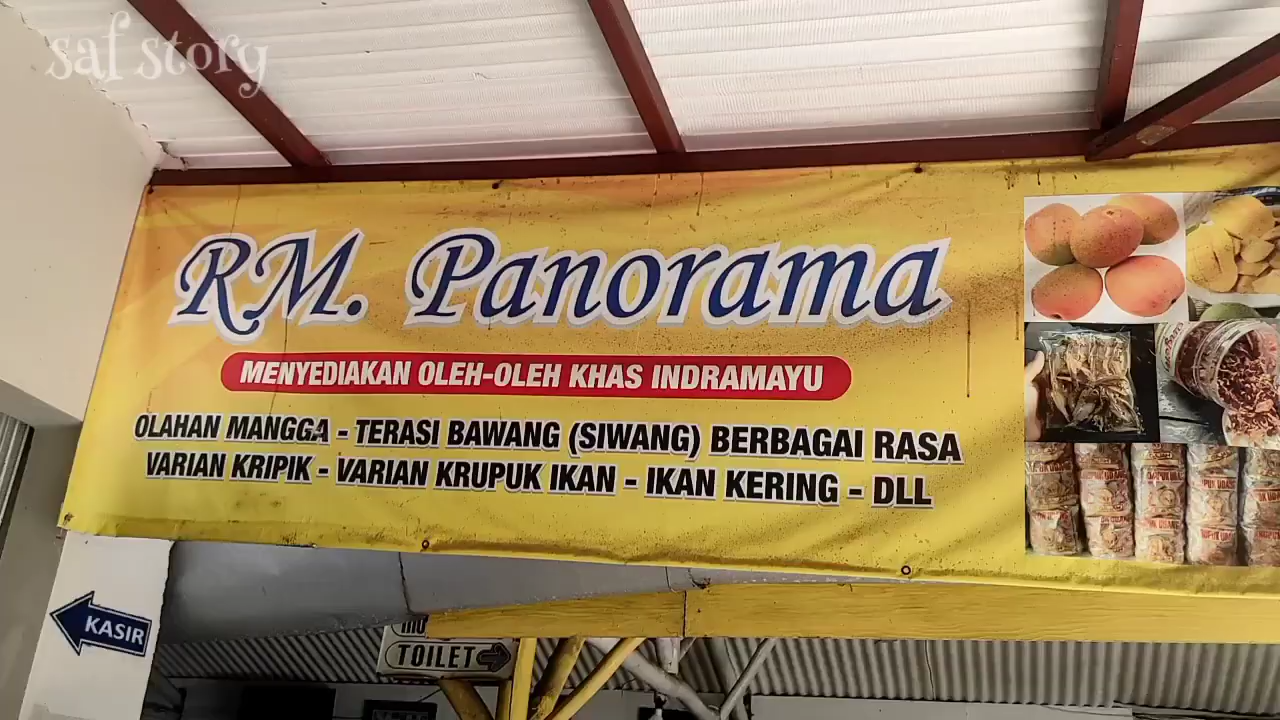 saf story
RM. Panorama
MENYEDIAKAN OLEH-OLEH KHAS INDRAMAYU
OLAHAN MANGGA - TERASI BAWANG (SIWANG) BERBAGAI RASA
VARIAN KRIPIK - VARIAN KRUPUK IKAN - IKAN KERING - DLL
KASIR
TOILET